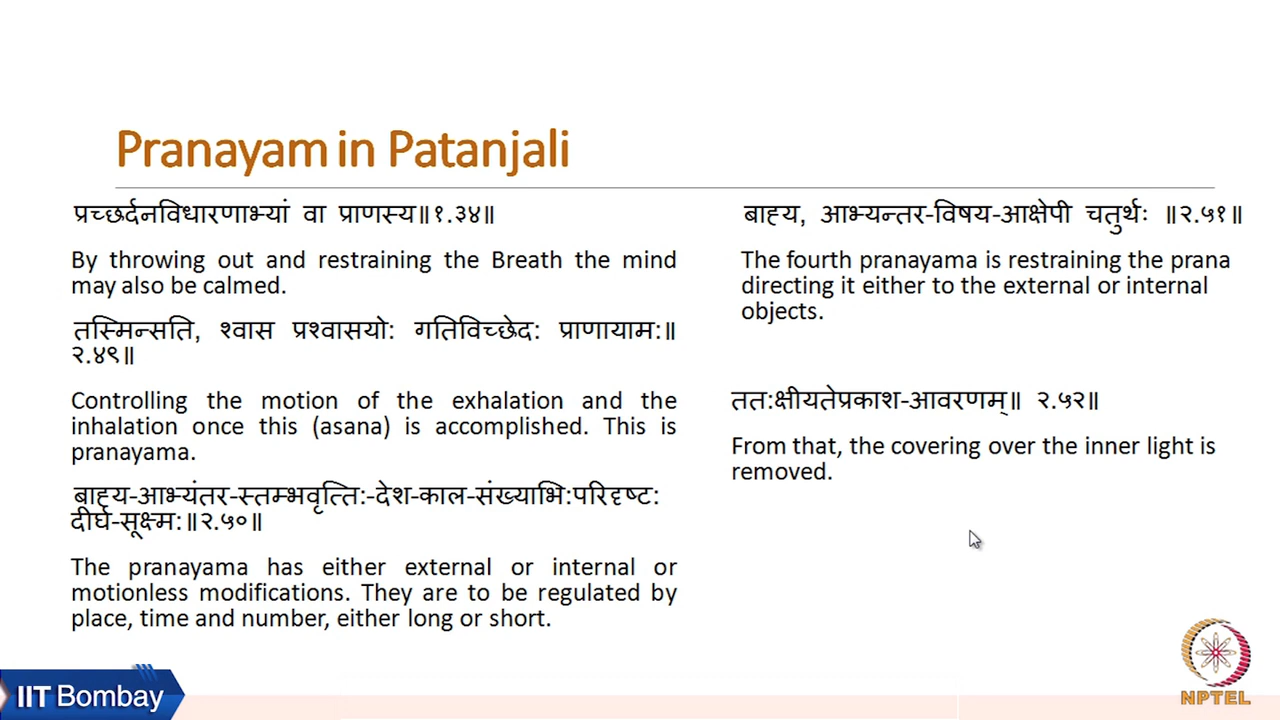 Pranayam in Patanjali
प्रच्छर्दनविधारणाभ्यां वा प्राणस्य॥१.३४॥
By throwing out and restraining the Breath the mind
may also be calmed.
तस्मिन्सति, श्वास प्रश्वासयो: गतिविच्छेद: प्राणायाम:॥
२.४९॥
Controlling the motion of the exhalation and the
inhalation once this (asana) is accomplished. This is
pranayama.
बाह्य-आभ्यंतर-स्तम्भवृत्ति:-देश-काल-संख्याभि:परिदृष्ट:
दीर्घ-सूक्ष्म:॥२.५०॥
The pranayama has either external or internal or
motionless modifications. They are to be regulated by
place, time and number, either long or short.
बाह्य, आभ्यन्तर-विषय-आक्षेपी चतुर्थः ॥२.५१॥
The fourth pranayama is restraining the prana
directing it either to the external or internal
objects.
तत:क्षीयतेप्रकाश-आवरणम्॥ २.५२॥
From that, the covering over the inner light is
removed.
IIT Bombay
NPTEL